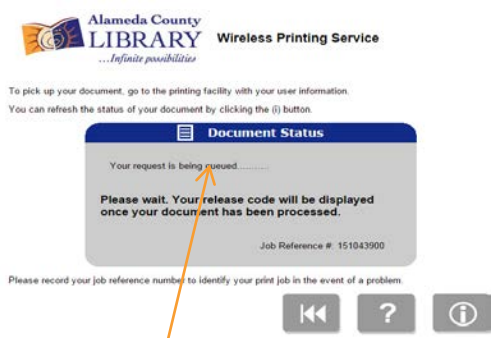 Alameda County
LIBRARY
...Infinite possibilities
Wireless Printing Service
To pick up your document, go to the printing facility with your user information.
You can refresh the status of your document by clicking the (i) button.
Document Status
Your request is being queued............
Please wait. Your release code will be displayed
once your document has been processed.
Job Reference #: 151043900
Please record your job reference number to identify your print job in the event of a problem.
?
i